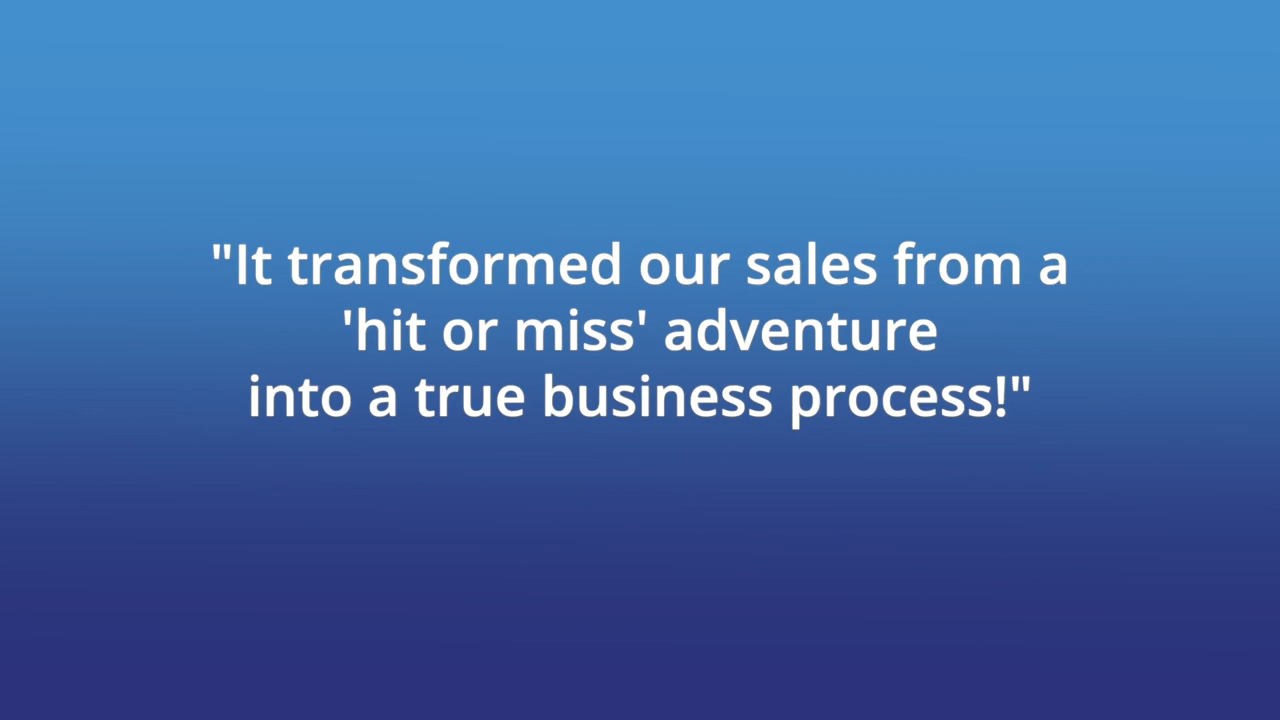 "It transformed our sales from a
'hit or miss' adventure
into a true business process!"